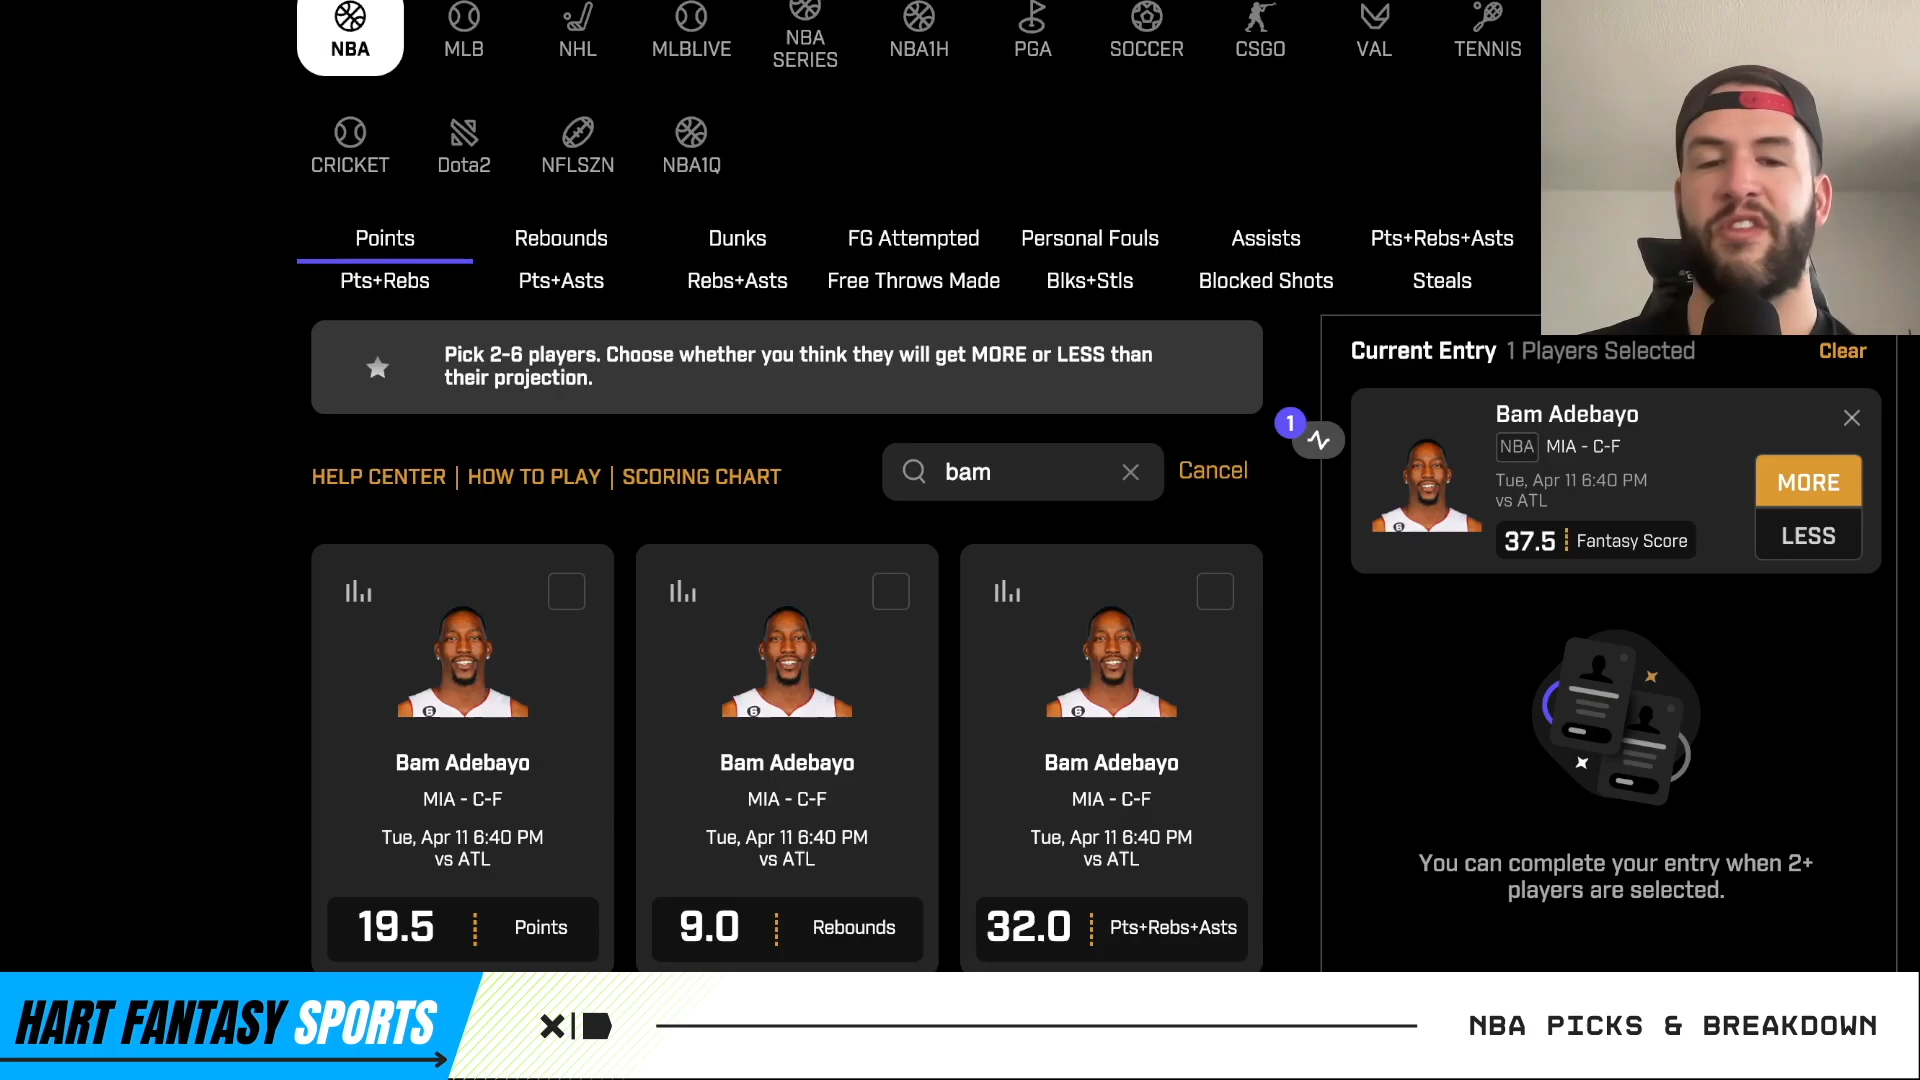 NBA
MLB
NHL
MLBLIVE
NBA
SERIES
NBA1H
PGA
SOCCER
CSGO
VAL
TENNIS
CRICKET
Dota2
NFLSZN
NBA1Q
Points
Rebounds
Dunks
FG Attempted
Personal Fouls
Assists
Pts+Rebs+Asts
Pts+Rebs
Pts+Asts
Rebs+Asts
Free Throws Made
Blks+Stls
Blocked Shots
Steals
Pick 2-6 players. Choose whether you think they will get MORE or LESS than
their projection.
HELP CENTER | HOW TO PLAY | SCORING CHART
bam
Cancel
Current Entry 1 Players Selected
Clear
1
Bam Adebayo
NBA MIA - C-F
Tue, Apr 11 6:40 PM
vs ATL
37.5 Fantasy Score
MORE
LESS
You can complete your entry when 2+
players are selected.
Bam Adebayo
MIA - C-F
Tue, Apr 11 6:40 PM
vs ATL
19.5 Points
Bam Adebayo
MIA - C-F
Tue, Apr 11 6:40 PM
vs ATL
9.0 Rebounds
Bam Adebayo
MIA - C-F
Tue, Apr 11 6:40 PM
vs ATL
32.0 Pts+Rebs+Asts
HART FANTASY SPORTS
NBA PICKS & BREAKDOWN